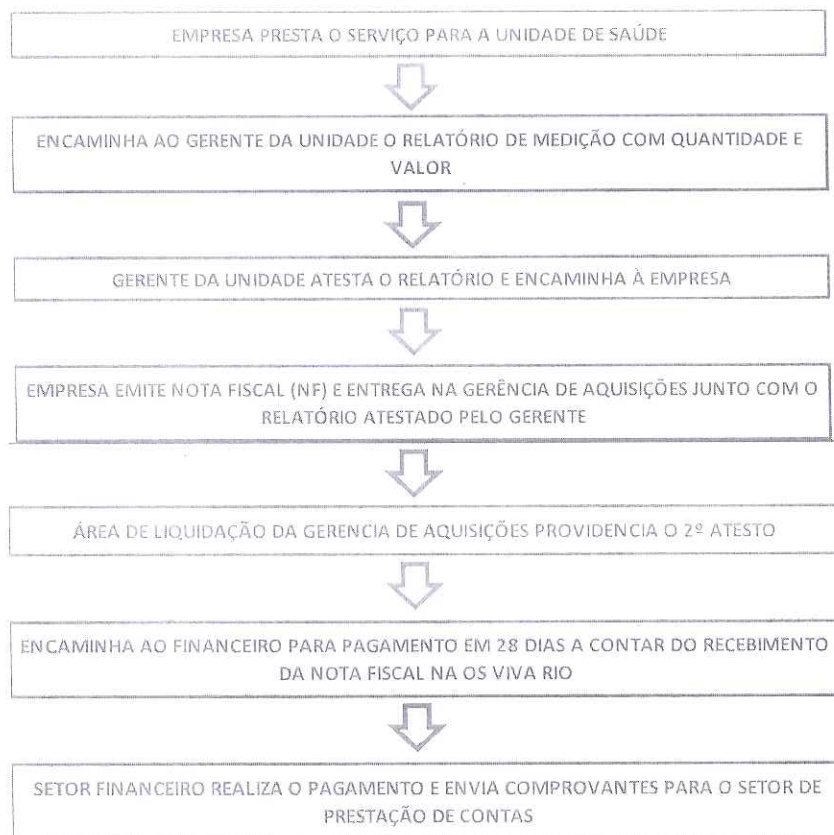 EMPRESA PRESTA O SERVIÇO PARA A UNIDADE DE SAÚDE
ENCAMINHA AO GERENTE DA UNIDADE O RELATÓRIO DE MEDIÇÃO COM QUANTIDADE E
VALOR
GERENTE DA UNIDADE ATESTA O RELATÓRIO E ENCAMINHA À EMPRESA
EMPRESA EMITE NOTA FISCAL (NF) E ENTREGA NA GERÊNCIA DE AQUISIÇÕES JUNTO COM O
RELATÓRIO ATESTADO PELO GERENTE
ÁREA DE LIQUIDAÇÃO DA GERENCIA DE AQUISIÇÕES PROVIDENCIA O 2º ATESTO
ENCAMINHA AO FINANCEIRO PARA PAGAMENTO EM 28 DIAS A CONTAR DO RECEBIMENTO
DA NOTA FISCAL NA OS VIVA RIO
SETOR FINANCEIRO REALIZA O PAGAMENTO E ENVIA COMPROVANTES PARA O SETOR DE
PRESTAÇÃO DE CONTAS